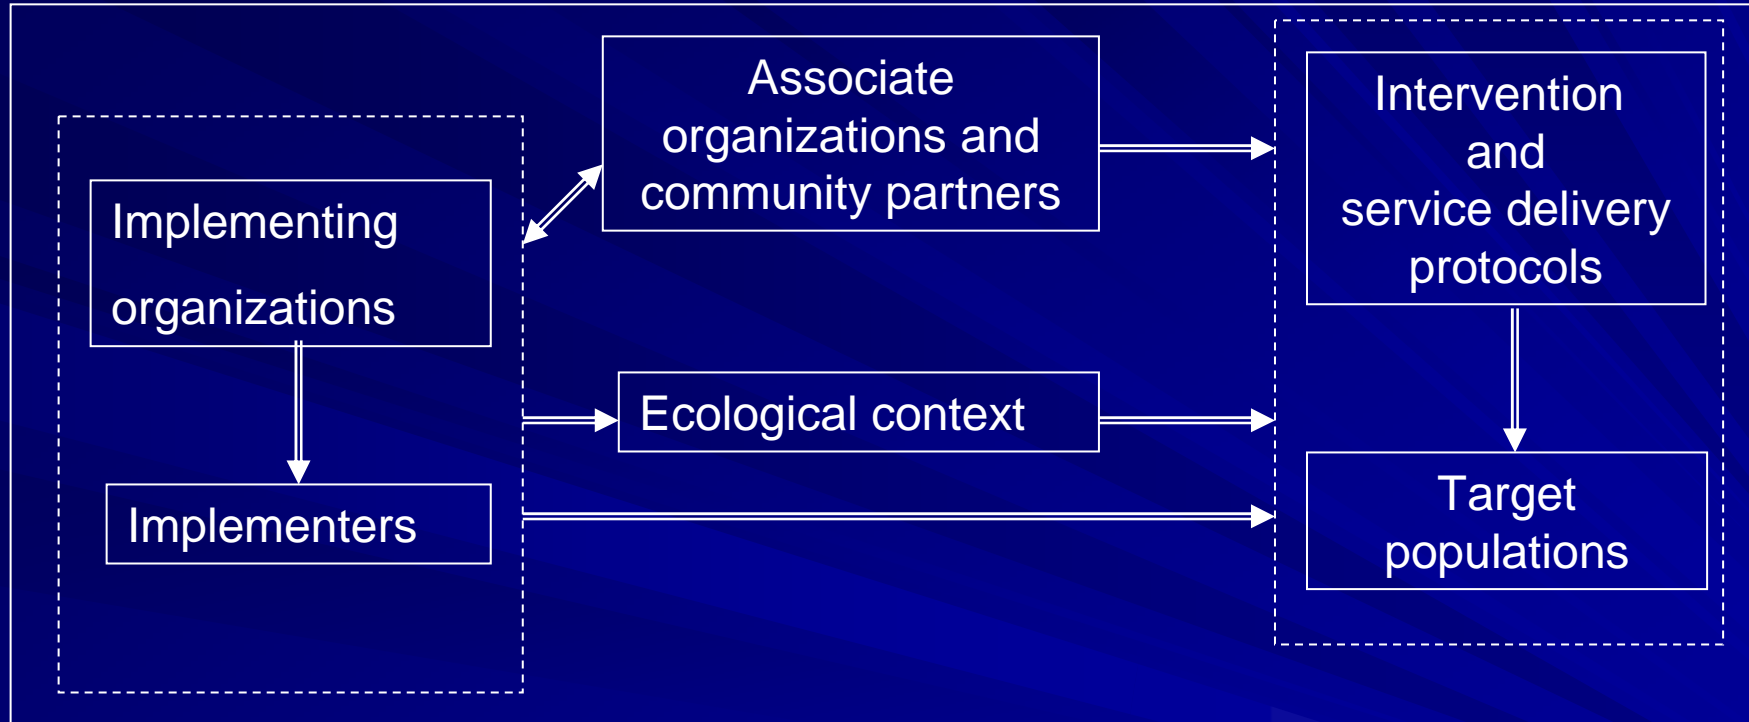 Associate
organizations and
community partners
Intervention
and
service delivery
protocols
Implementing
organizations
Ecological context
Implementers
Target
populations